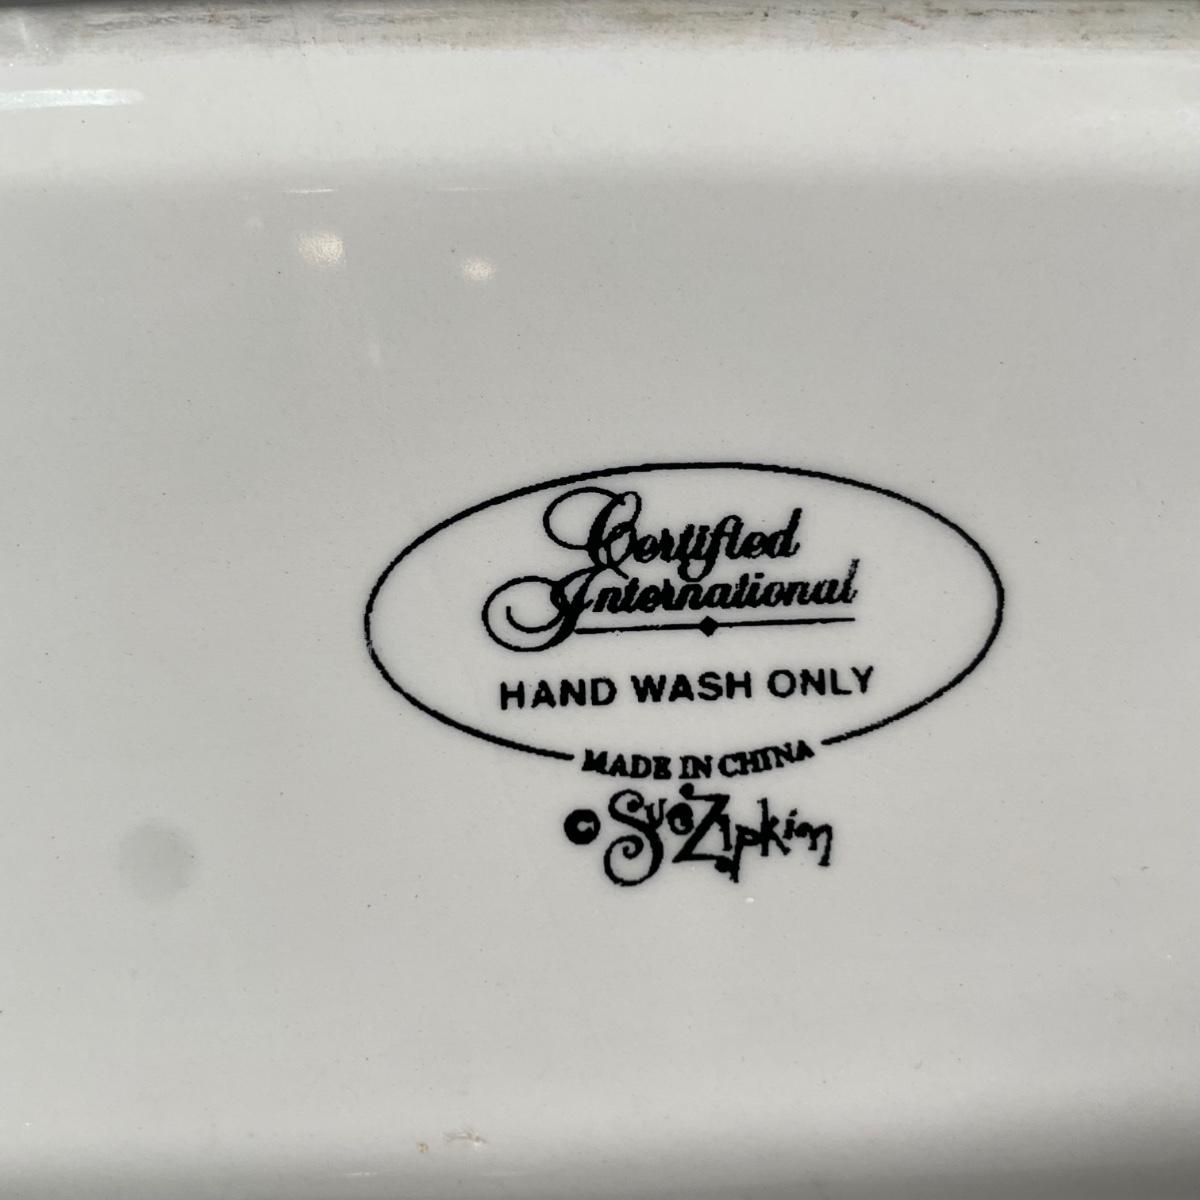 Certified
International
HAND WASH ONLY
MADE IN CHINA
© Sue Zipkin